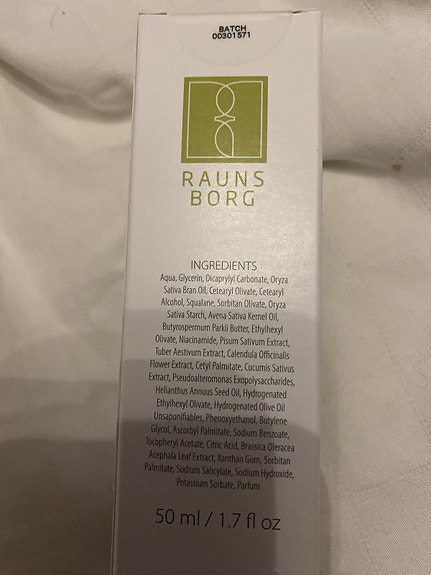 BATCH
00301571
RAUNS
BORG
INGREDIENTS
Aqua, Glycerin, Dicaprylyl Carbonate, Oryza
Sativa Bran Oil, Cetearyl Olivate, Cetearyl
Alcohol, Squalane, Sorbitan Olivate, Oryza
Sativa Starch, Avena Sativa Kernel Oil,
Butyrospermum Parkii Butter, Ethylhexyl
Olivate, Niacinamide, Pisum Sativum Extract,
Tuber Aestivum Extract, Calendula Officinalis
Flower Extract, Cetyl Palmitate, Cucumis Sativus
Extract, Pseudoalteromonas Exopolysaccharides,
Helianthus Annuus Seed Oil, Hydrogenated
Ethylhexyl Olivate, Hydrogenated Olive Oil
Unsaponifiables, Phenoxyethanol, Butylene
Glycol, Ascorbyl Palmitate, Sodium Benzoate,
Tocopheryl Acetate, Citric Acid, Brassica Oleracea
Acephala Leaf Extract, Xanthan Gum, Sorbitan
Palmitate, Sodium Salicylate, Sodium Hydroxide,
Potassium Sorbate, Parfum
50 ml / 1.7 fl oz